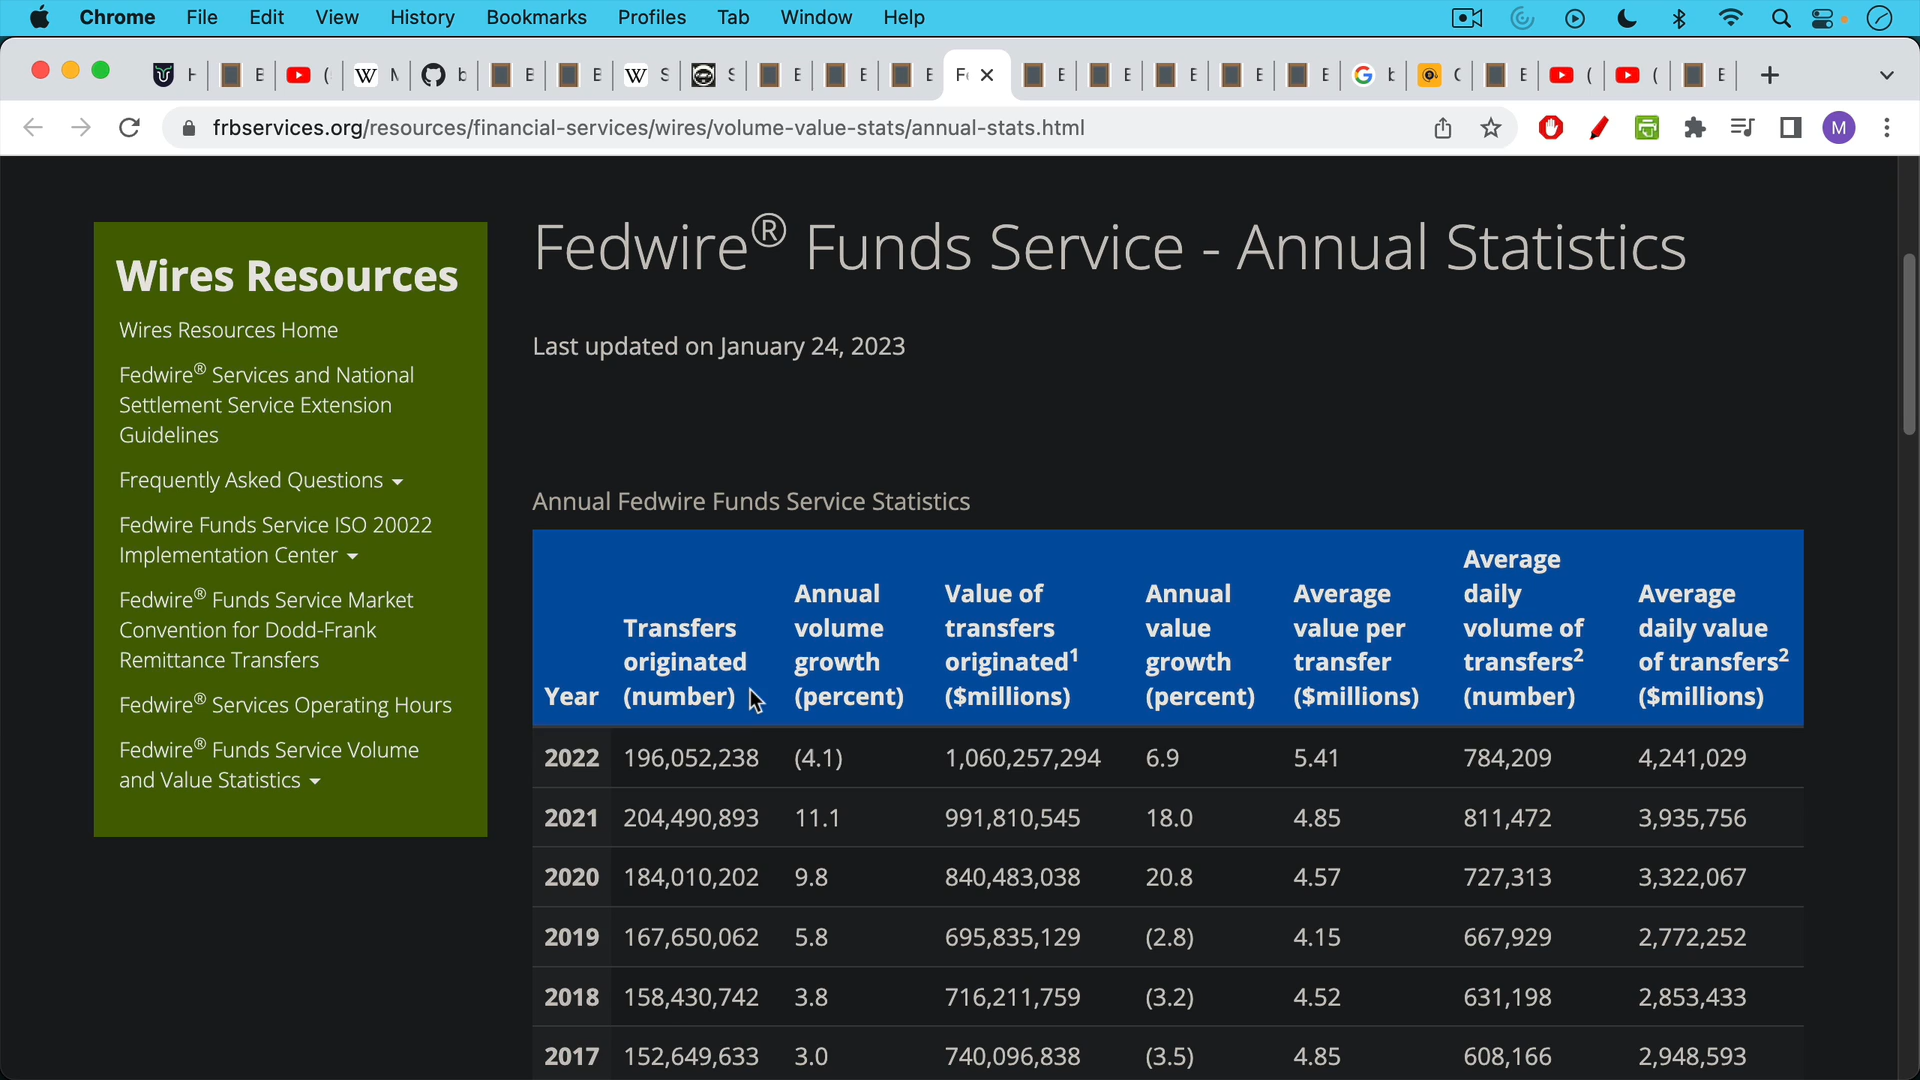 Chrome File Edit View History Bookmarks Profiles Tab Window Help
frbservices.org/resources/financial-services/wires/volume-value-stats/annual-stats.html
M
Wires Resources
Wires Resources Home
Fedwire® Services and National
Settlement Service Extension
Guidelines
Frequently Asked Questions
Fedwire Funds Service ISO 20022
Implementation Center
Fedwire® Funds Service Market
Convention for Dodd-Frank
Remittance Transfers
Fedwire® Services Operating Hours
Fedwire® Funds Service Volume
and Value Statistics
Fedwire® Funds Service - Annual Statistics
Last updated on January 24, 2023
Annual Fedwire Funds Service Statistics
Year
Transfers
originated
(number)
Annual
volume
growth
(percent)
Value of
transfers
originated¹
($millions)
Annual
value
growth
(percent)
Average
value per
transfer
($millions)
Average
daily
volume of
transfers²
(number)
Average
daily value
of transfers²
($millions)
2022 196,052,238 (4.1) 1,060,257,294 6.9 5.41 784,209 4,241,029
2021 204,490,893 11.1 991,810,545 18.0 4.85 811,472 3,935,756
2020 184,010,202 9.8 840,483,038 20.8 4.57 727,313 3,322,067
2019 167,650,062 5.8 695,835,129 (2.8) 4.15 667,929 2,772,252
2018 158,430,742 3.8 716,211,759 (3.2) 4.52 631,198 2,853,433
2017 152,649,633 3.0 740,096,838 (3.5) 4.85 608,166 2,948,593